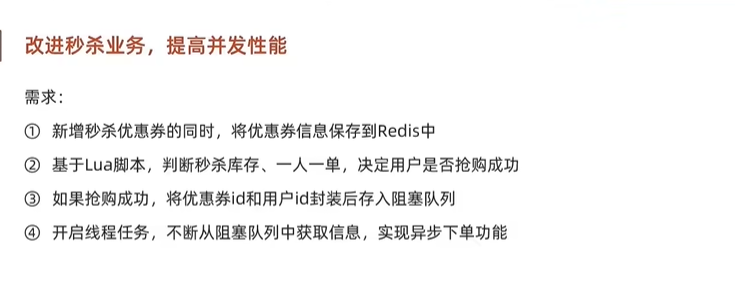 改进秒杀业务，提高并发性能
需求：
① 新增秒杀优惠券的同时，将优惠券信息保存到Redis中
② 基于Lua脚本，判断秒杀库存、一人一单，决定用户是否抢购成功
③ 如果抢购成功，将优惠券id和用户id封装后存入阻塞队列
④ 开启线程任务，不断从阻塞队列中获取信息，实现异步下单功能